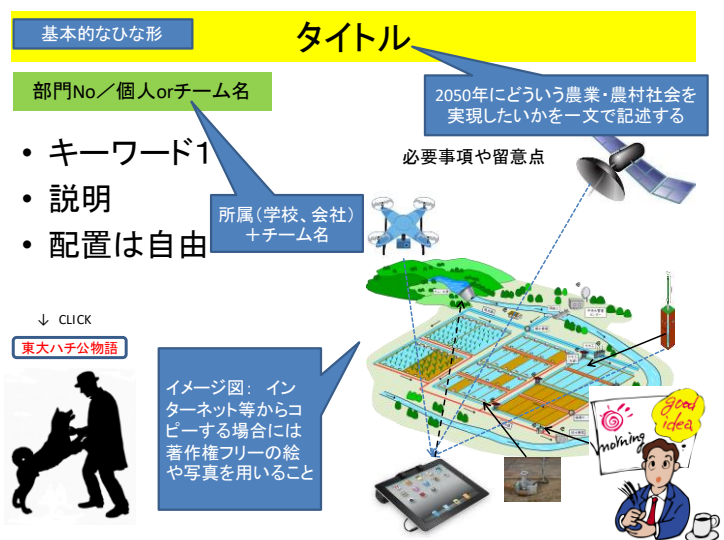 基本的なひな形
タイトル
部門No／個人orチーム名
2050年にどういう農業・農村社会を
実現したいかを一文で記述する
• キーワード1
• 説明
• 配置は自由
必要事項や留意点
所属（学校、会社）
＋チーム名
↓ CLICK
東大ハチ公物語
イメージ図： イン
ターネット等からコ
ピーする場合には
著作権フリーの絵
や写真を用いること
good
idea
morning